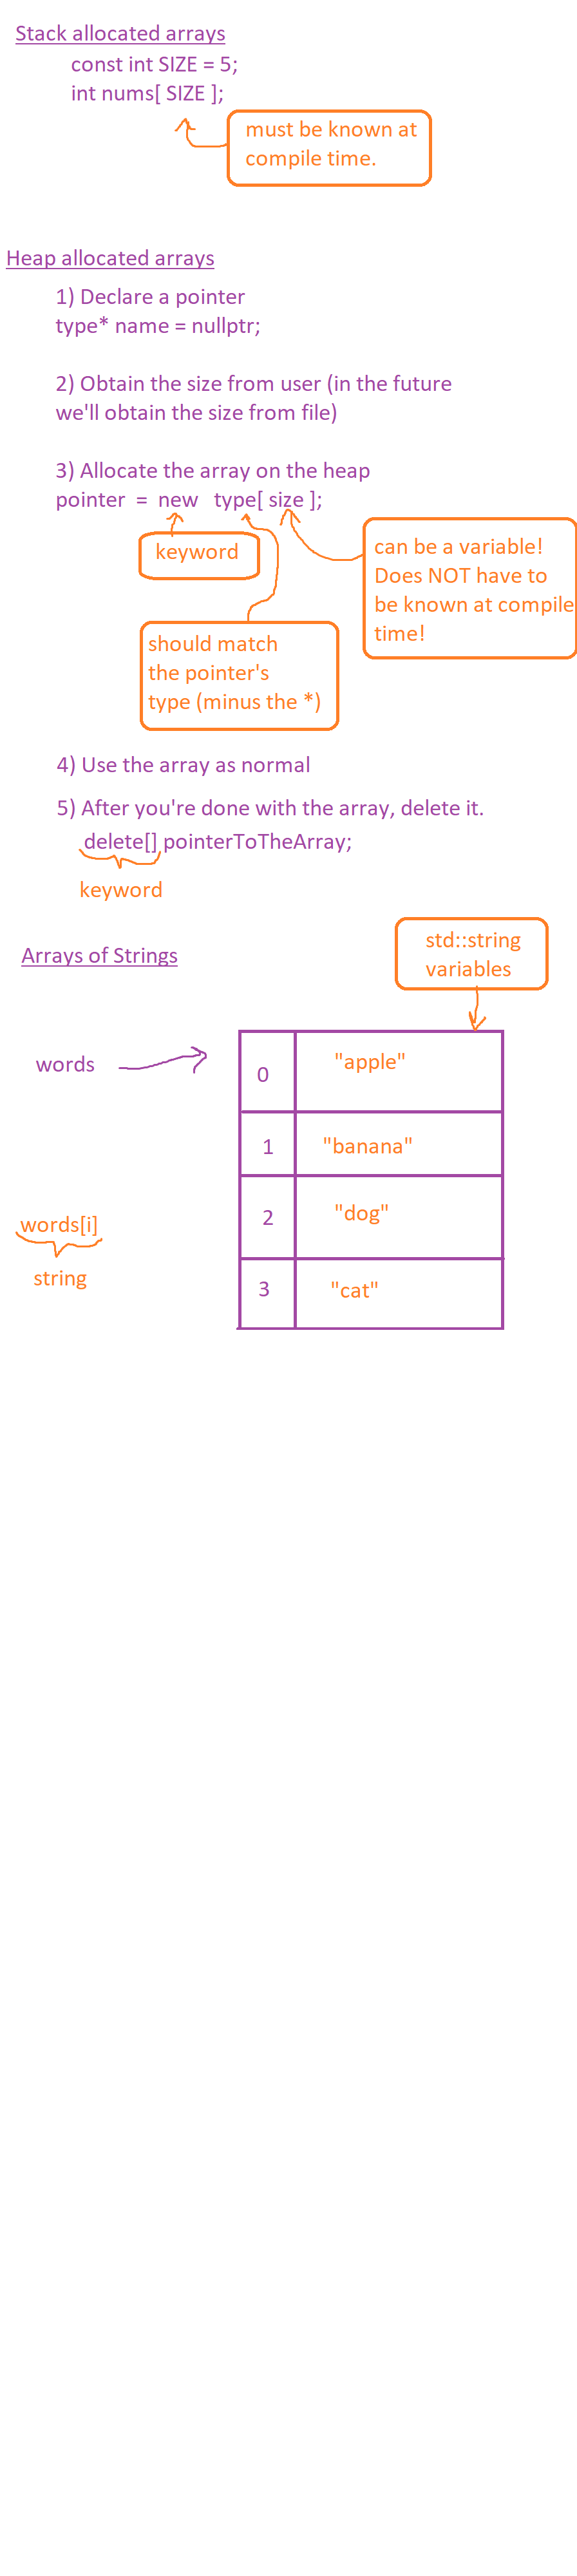 Stack allocated arrays
const int SIZE = 5;
int nums[ SIZE ];
must be known at
compile time.
Heap allocated arrays
1) Declare a pointer
type* name = nullptr;
2) Obtain the size from user (in the future
we'll obtain the size from file)
3) Allocate the array on the heap
pointer = new type[ size ];
keyword
can be a variable!
Does NOT have to
be known at compile
time!
should match
the pointer's
type (minus the *)
4) Use the array as normal
5) After you're done with the array, delete it.
delete[] pointerToTheArray;
keyword
Arrays of Strings
std::string
variables
words
0 "apple"
1 "banana"
2 "dog"
words[i]
string
3 "cat"